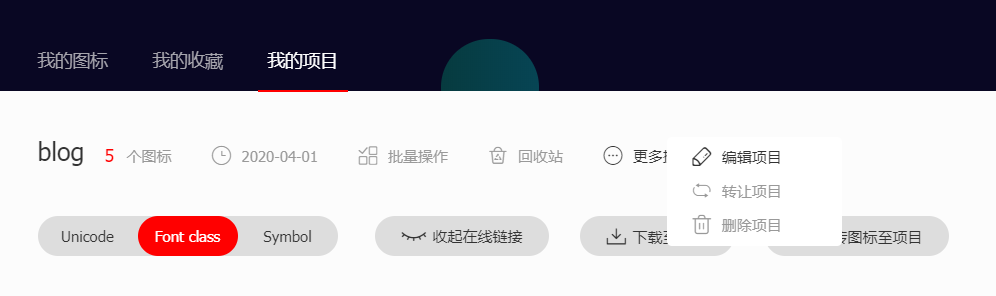 我的图标 我的收藏 我的项目
blog 5 个图标 2020-04-01 批量操作 回收站 更多
编辑项目
转让项目
删除项目
Unicode Font class Symbol 收起在线链接 下载至 图标至项目